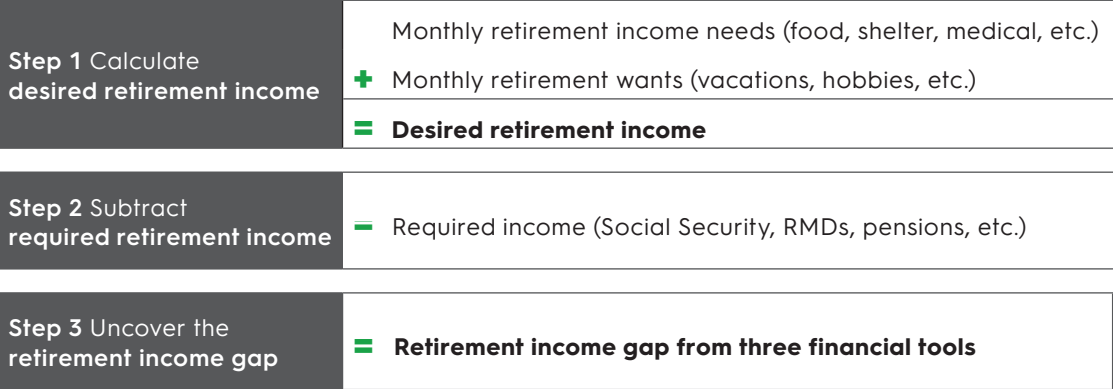 Step 1 Calculate
desired retirement income
Monthly retirement income needs (food, shelter, medical, etc.)
+ Monthly retirement wants (vacations, hobbies, etc.)
= Desired retirement income
Step 2 Subtract
required retirement income
– Required income (Social Security, RMDs, pensions, etc.)
Step 3 Uncover the
retirement income gap
= Retirement income gap from three financial tools